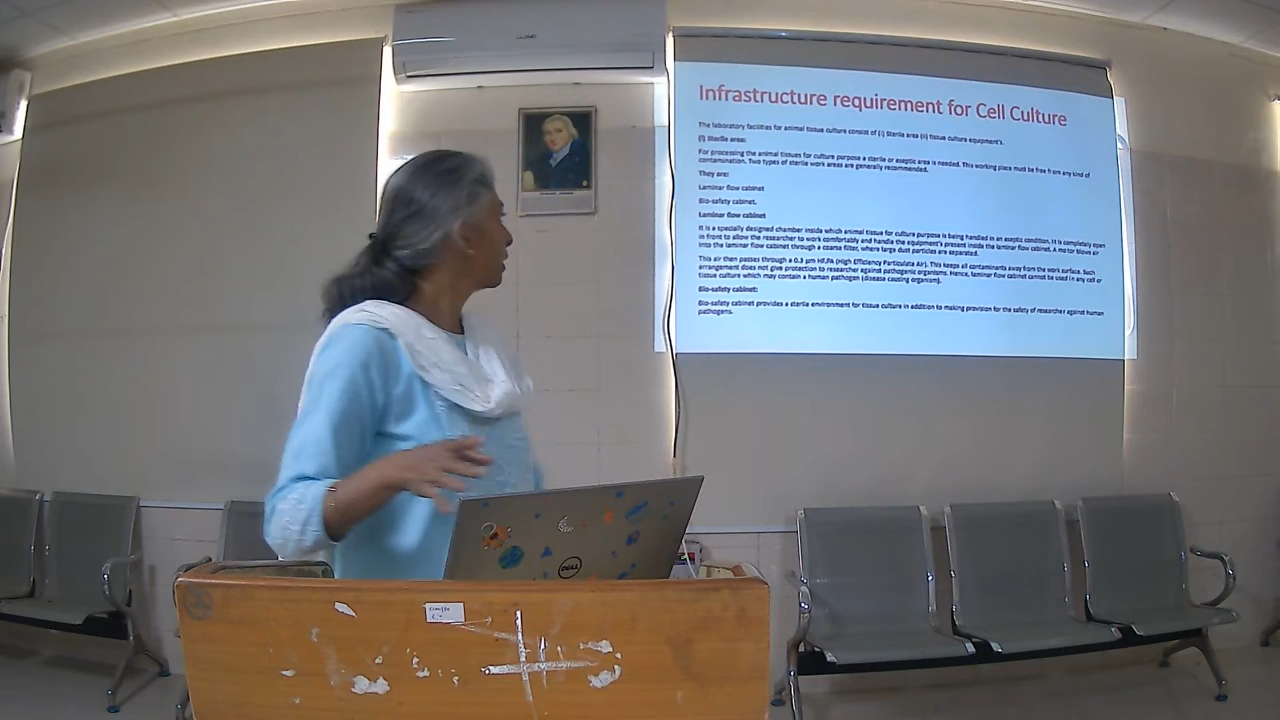 Infrastructure requirement for Cell Culture
The laboratory facilities for animal tissue culture consist of (i) Sterile area (ii) tissue culture equipment's.
(i) Sterile area:
For processing the animal tissues for culture purpose a sterile or aseptic area is needed. This working place must be free from any kind of
contamination. Two types of sterile work areas are generally recommended.
They are:
Laminar flow cabinet
Bio-safety cabinet.
Laminar flow cabinet
It is a specially designed chamber inside which animal tissue for culture purpose is being handled in an aseptic condition. It is completely open
in front to allow the researcher to work comfortably and handle the equipment's present inside the laminar flow cabinet. A motor blows air
into the laminar flow cabinet through a coarse filter, where large dust particles are separated.
This air then passes through a 0.3 µm HEPA (High Efficiency Particulate Air). This keeps all contaminants away from the work surface. Such
arrangement does not give protection to researcher against pathogenic organisms. Hence, laminar flow cabinet cannot be used in any cell or
tissue culture which may contain a human pathogen (disease causing organism).
Bio-safety cabinet:
Bio-safety cabinet provides a sterile environment for tissue culture in addition to making provision for the safety of researcher against human
pathogens.
DELL